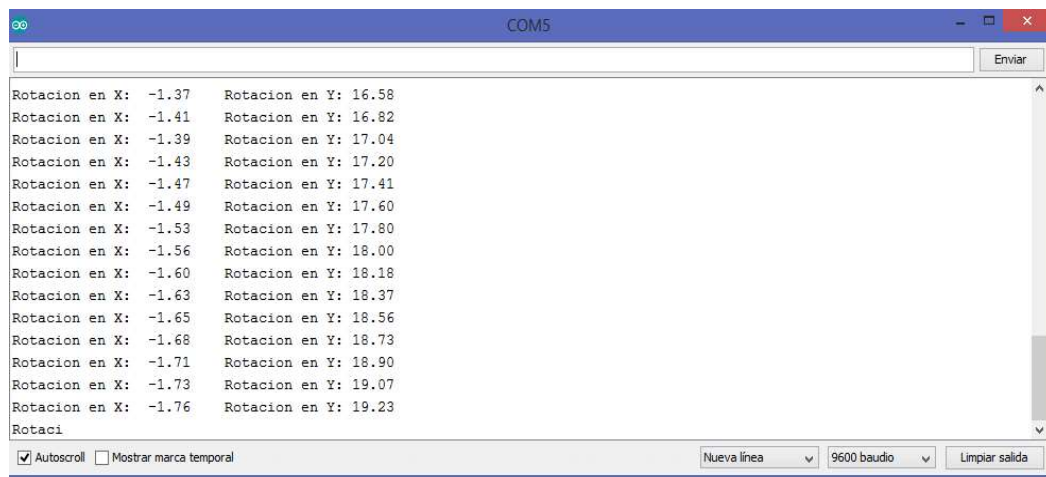 COM5
Enviar
Rotacion en X:  -1.37    Rotacion en Y: 16.58
Rotacion en X:  -1.41    Rotacion en Y: 16.82
Rotacion en X:  -1.39    Rotacion en Y: 17.04
Rotacion en X:  -1.43    Rotacion en Y: 17.20
Rotacion en X:  -1.47    Rotacion en Y: 17.41
Rotacion en X:  -1.49    Rotacion en Y: 17.60
Rotacion en X:  -1.53    Rotacion en Y: 17.80
Rotacion en X:  -1.56    Rotacion en Y: 18.00
Rotacion en X:  -1.60    Rotacion en Y: 18.18
Rotacion en X:  -1.63    Rotacion en Y: 18.37
Rotacion en X:  -1.65    Rotacion en Y: 18.56
Rotacion en X:  -1.68    Rotacion en Y: 18.73
Rotacion en X:  -1.71    Rotacion en Y: 18.90
Rotacion en X:  -1.73    Rotacion en Y: 19.07
Rotacion en X:  -1.76    Rotacion en Y: 19.23
Rotaci
Autoscroll Mostrar marca temporal Nueva línea 9600 baudio Limpiar salida